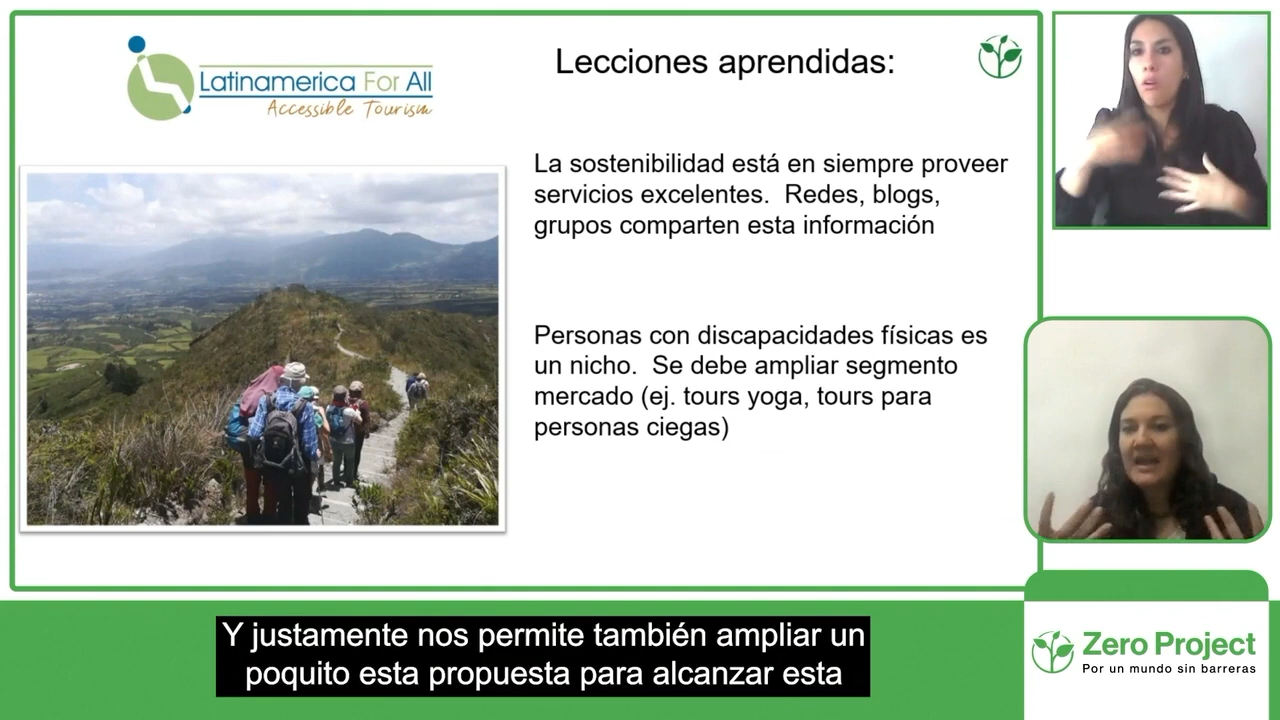 Latinamerica For All
Accessible Tourism
Lecciones aprendidas:
La sostenibilidad está en siempre proveer
servicios excelentes.  Redes, blogs,
grupos comparten esta información
Personas con discapacidades físicas es
un nicho.  Se debe ampliar segmento
mercado (ej. tours yoga, tours para
personas ciegas)
Y justamente nos permite también ampliar un
poquito esta propuesta para alcanzar esta
Zero Project
Por un mundo sin barreras